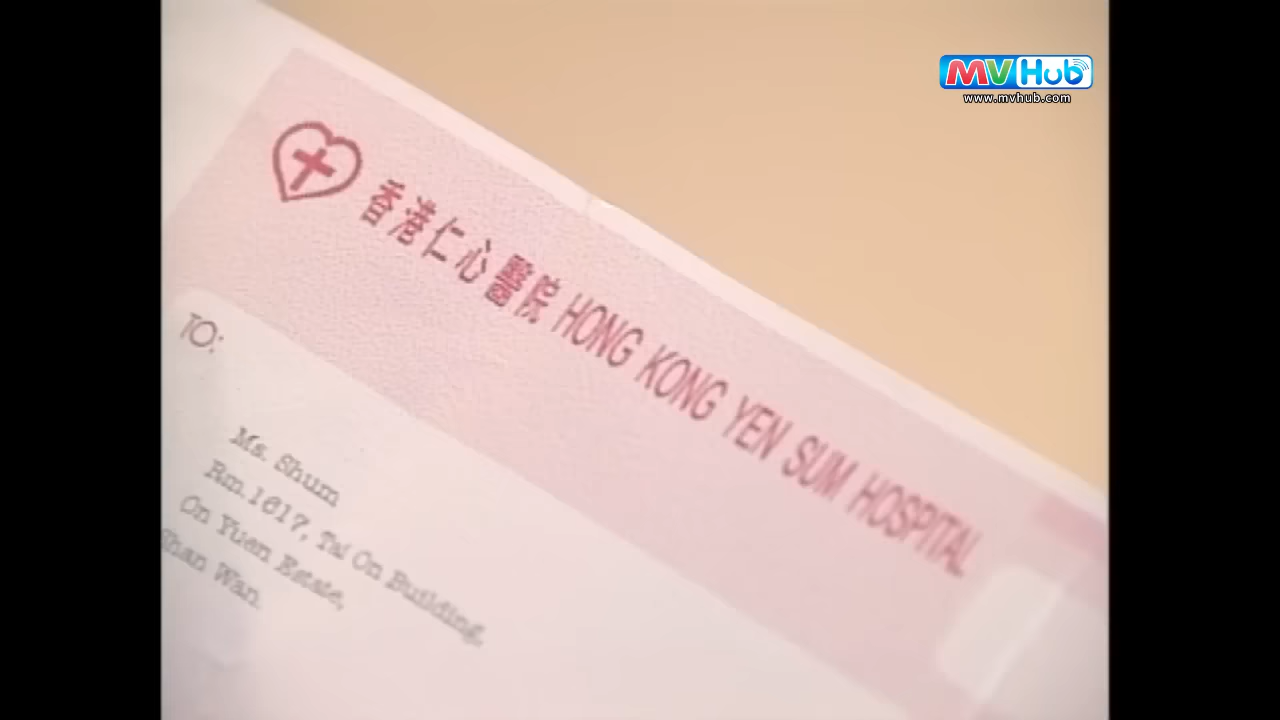 MVHub
www.mvhub.com
香港仁心醫院 HONG KONG YEN SUM HOSPITAL
TO:
Ms. Shum
Rm.1617, Tai On Building,
On Yuen Estate,
Wan.